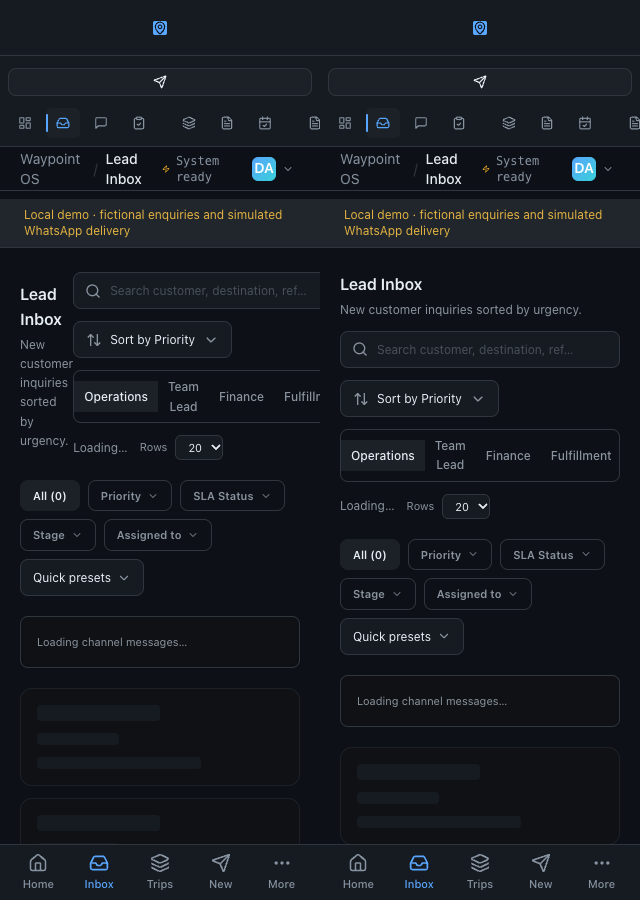 Waypoint
OS
/
Lead
Inbox
System
ready
DA
Local demo · fictional enquiries and simulated
WhatsApp delivery
Lead
Inbox
New
customer
inquiries
sorted
by
urgency.
Search customer, destination, ref...
Sort by Priority
Operations
Team
Lead
Finance
Fulfillr
Loading...
Rows
20
All (0)
Priority
SLA Status
Stage
Assigned to
Quick presets
Loading channel messages...
Home
Inbox
Trips
New
More
Waypoint
OS
/
Lead
Inbox
System
ready
DA
Local demo · fictional enquiries and simulated
WhatsApp delivery
Lead Inbox
New customer inquiries sorted by urgency.
Search customer, destination, ref...
Sort by Priority
Operations
Team
Lead
Finance
Fulfillment
Loading...
Rows
20
All (0)
Priority
SLA Status
Stage
Assigned to
Quick presets
Loading channel messages...
Home
Inbox
Trips
New
More